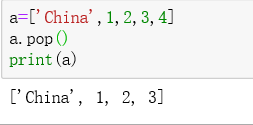 a=['China',1,2,3,4]
a.pop()
print(a)
['China', 1, 2, 3]